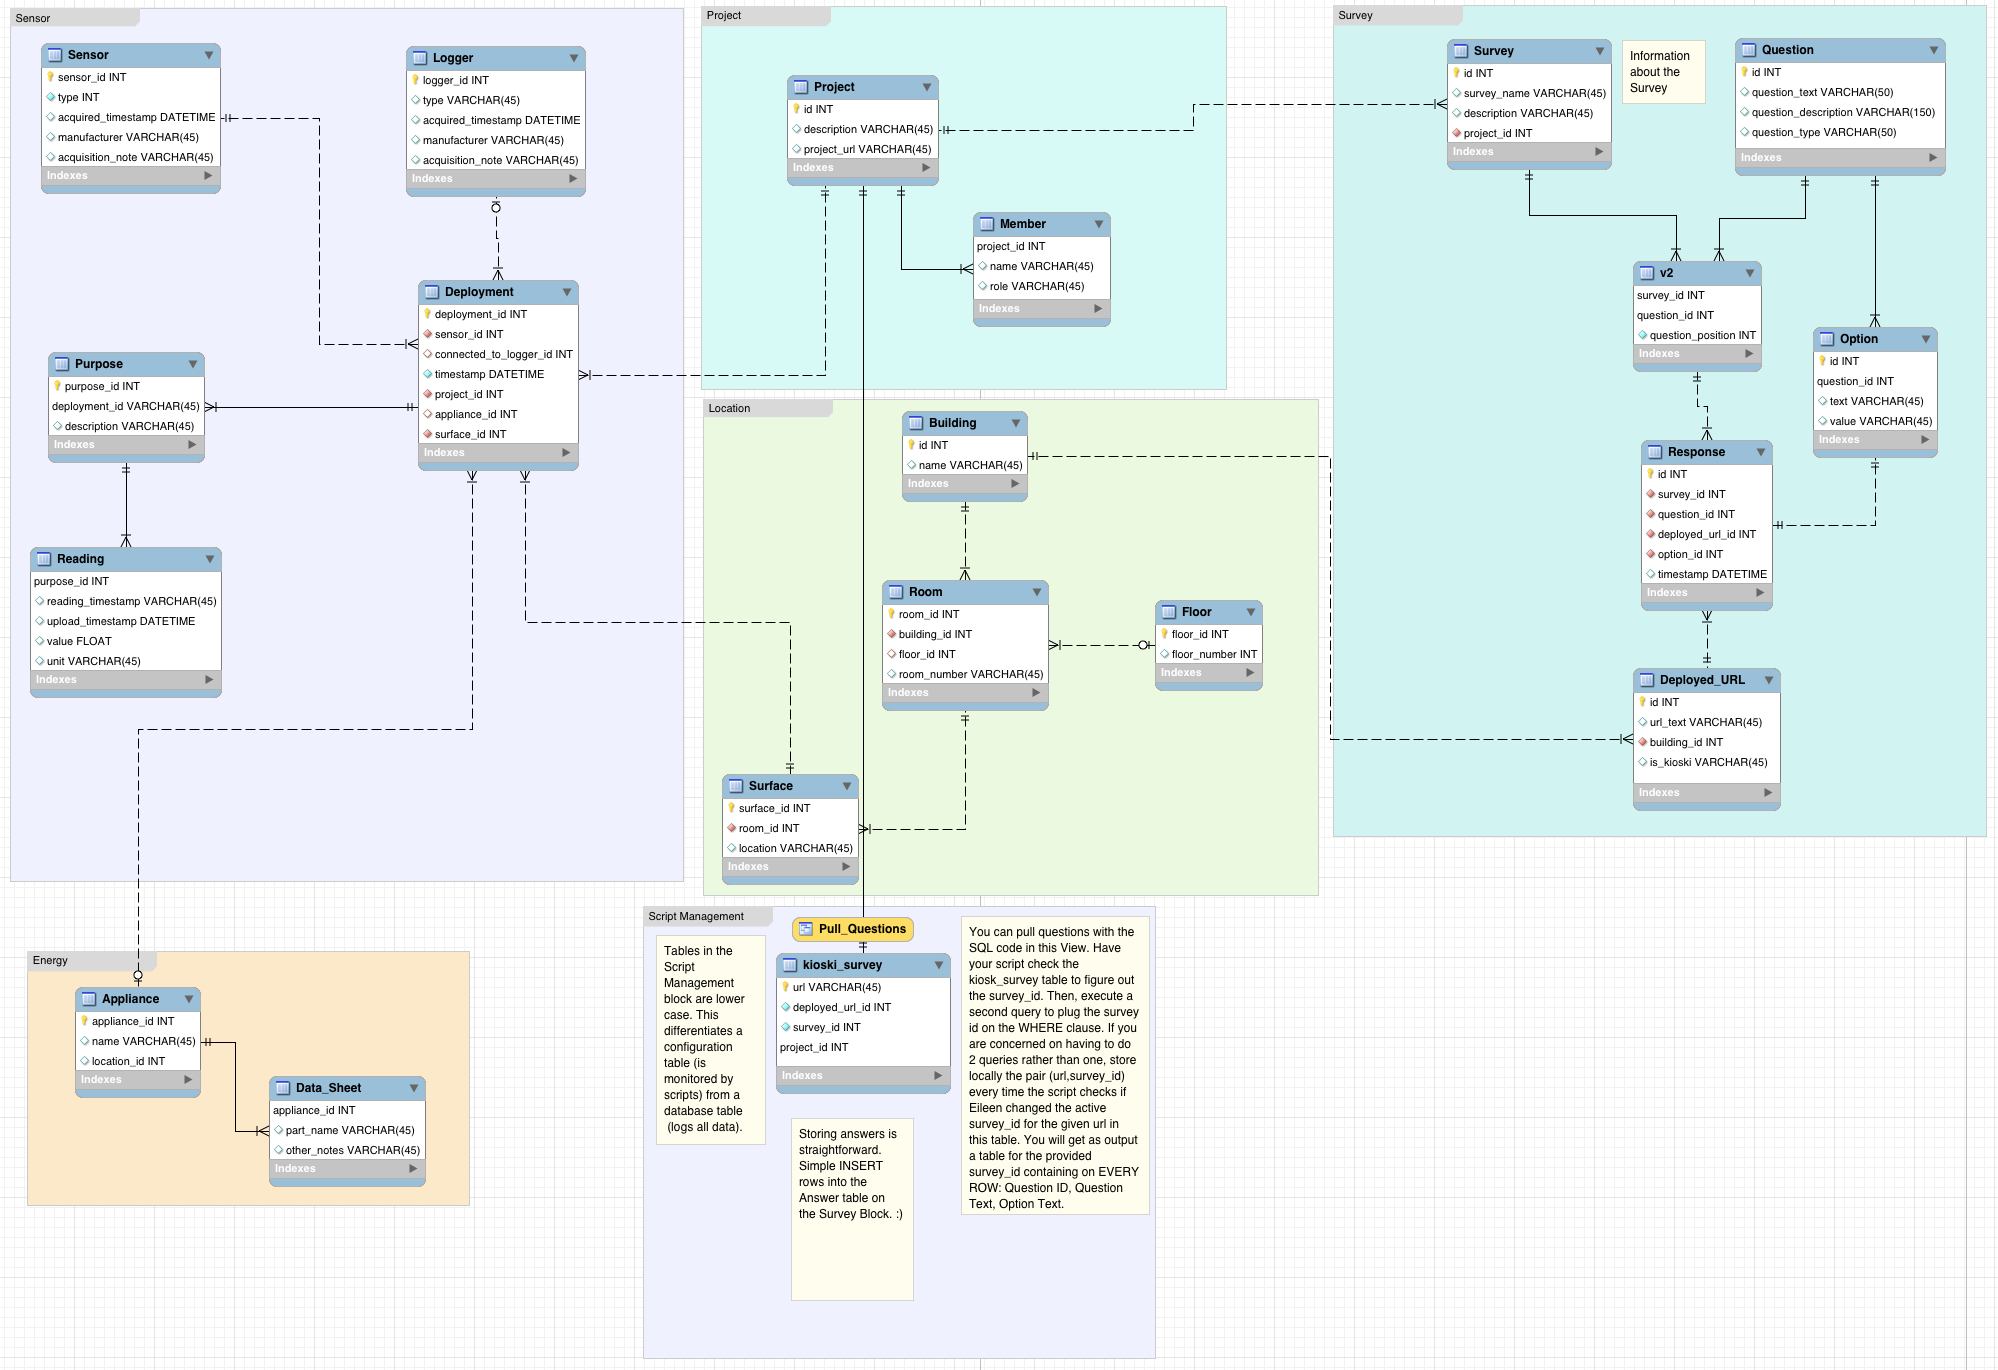 Sensor
Sensor
sensor_id INT
type INT
acquired_timestamp DATETIME
manufacturer VARCHAR(45)
acquisition_note VARCHAR(45)
Indexes
Logger
logger_id INT
type VARCHAR(45)
acquired_timestamp DATETIME
manufacturer VARCHAR(45)
acquisition_note VARCHAR(45)
Indexes
Deployment
deployment_id INT
sensor_id INT
connected_to_logger_id INT
timestamp DATETIME
project_id INT
appliance_id INT
surface_id INT
Indexes
Purpose
purpose_id INT
deployment_id VARCHAR(45)
description VARCHAR(45)
Indexes
Reading
purpose_id INT
reading_timestamp VARCHAR(45)
upload_timestamp DATETIME
value FLOAT
unit VARCHAR(45)
Indexes
Project
Project
id INT
description VARCHAR(45)
project_url VARCHAR(45)
Indexes
Member
project_id INT
name VARCHAR(45)
role VARCHAR(45)
Indexes
Location
Building
id INT
name VARCHAR(45)
Indexes
Room
room_id INT
building_id INT
floor_id INT
room_number VARCHAR(45)
Indexes
Floor
floor_id INT
floor_number INT
Indexes
Surface
surface_id INT
room_id INT
location VARCHAR(45)
Indexes
Survey
Survey
id INT
survey_name VARCHAR(45)
description VARCHAR(45)
project_id INT
Indexes
Information
about the
Survey
Question
id INT
question_text VARCHAR(50)
question_description VARCHAR(150)
question_type VARCHAR(50)
Indexes
v2
survey_id INT
question_id INT
question_position INT
Indexes
Option
id INT
question_id INT
text VARCHAR(45)
value VARCHAR(45)
Indexes
Response
id INT
survey_id INT
question_id INT
deployed_url_id INT
option_id INT
timestamp DATETIME
Indexes
Deployed_URL
id INT
url_text VARCHAR(45)
building_id INT
is_kioski VARCHAR(45)
Indexes
Energy
Appliance
appliance_id INT
name VARCHAR(45)
location_id INT
Indexes
Data_Sheet
appliance_id INT
part_name VARCHAR(45)
other_notes VARCHAR(45)
Indexes
Script Management
Tables in the
Script
Management
block are lower
case. This
differentiates a
configuration
table (is
monitored by
scripts) from a
database table
(logs all data).
Pull_Questions
kioski_survey
url VARCHAR(45)
deployed_url_id INT
survey_id INT
project_id INT
Indexes
Storing answers is
straightforward.
Simple INSERT
rows into the
Answer table on
the Survey Block. :)
You can pull questions with the
SQL code in this View. Have
your script check the
kiosk_survey table to figure out
the survey_id. Then, execute a
second query to plug the survey
id on the WHERE clause. If you
are concerned on having to do
2 queries rather than one, store
locally the pair (url,survey_id)
every time the script checks if
Eileen changed the active
survey_id for the given url in
this table. You will get as output
a table for the provided
survey_id containing on EVERY
ROW: Question ID, Question
Text, Option Text.